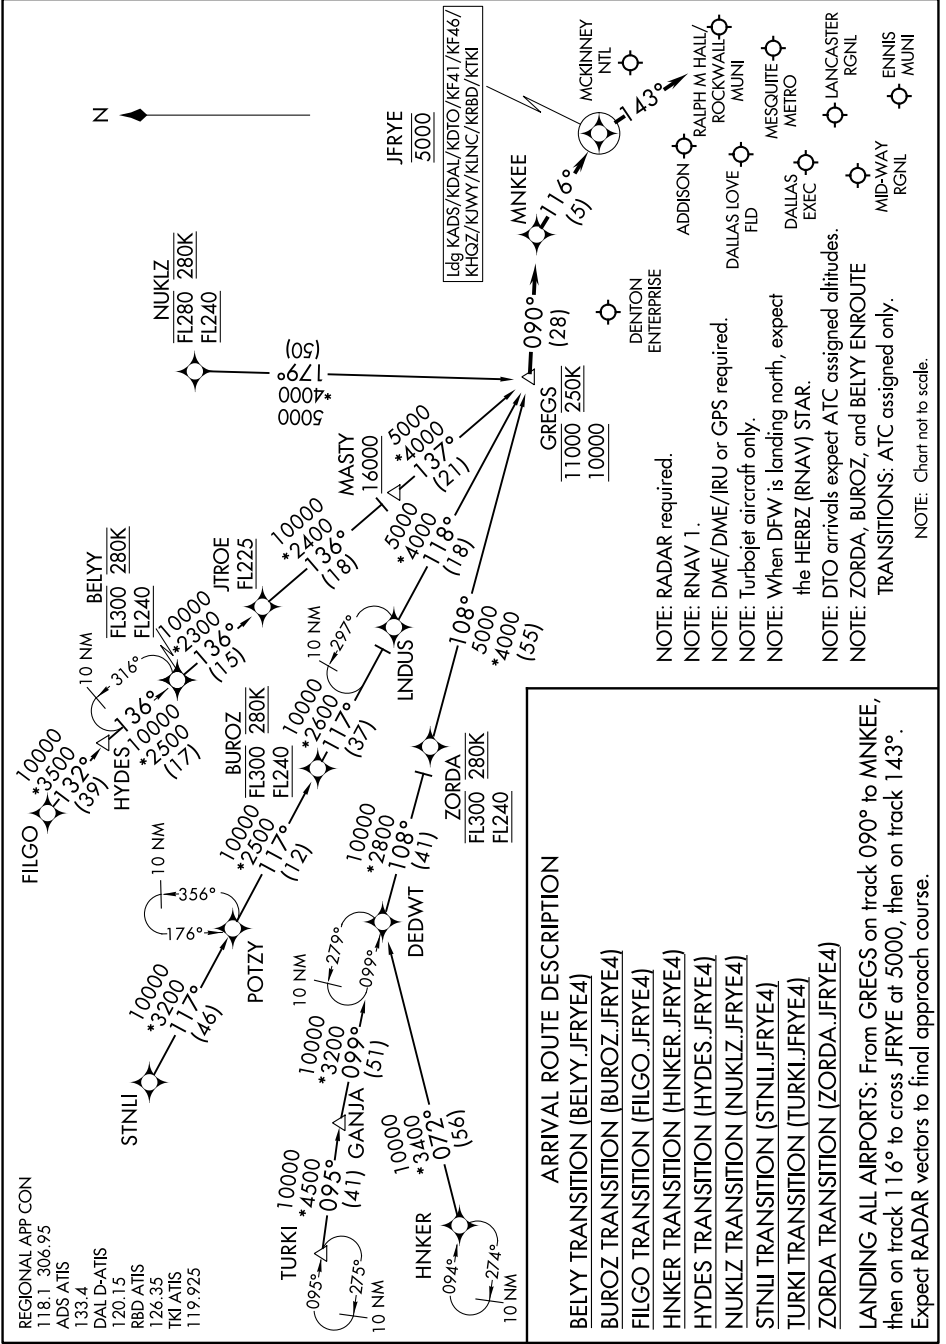 REGIONAL APP CON
118.1 306.95
ADS ATIS
133.4
DAL D-ATIS
120.15
RBD ATIS
126.35
TKI ATIS
119.925
N
FILGO
10000
*3500
132°
(39)
HYDES
10 NM
316°
136°
10000
*2500
(17)
BELYY
FL300 280K
FL240
10000
*2300
136°
(15)
JTROE
FL225
10000
*2400
136°
(18)
MASTY
16000
5000
*4000
137°
(21)
NUKLZ
FL280 280K
FL240
5000
*4000
179°
(50)
STNLI
10000
*3200
117°
(46)
POTZY
10 NM
356°
176°
10000
*2500
117°
(12)
BUROZ
FL300 280K
FL240
10000
*2600
117°
(37)
10 NM
297°
LNDUS
5000
*4000
118°
(18)
TURKI
095°
275°
10 NM
10000
*4500
095°
(41)
GANJA
10000
*3200
099°
(51)
10 NM
279°
099°
DEDWT
HNKER
094°
274°
10 NM
10000
*3400
072°
(56)
10000
*2800
108°
(41)
ZORDA
FL300 280K
FL240
108°
5000
*4000
(55)
GREGS
11000 250K
10000
090°
(28)
MNKEE
116°
(5)
JFRYE
5000
Ldg KADS/KDAL/KDTO/KF41/KF46/
KHQZ/KJWY/KLNC/KRBD/KTKI
143°
MCKINNEY
NTL
DENTON
ENTERPRISE
ADDISON
RALPH M HALL/
ROCKWALL
MUNI
DALLAS LOVE
FLD
MESQUITE
METRO
DALLAS
EXEC
LANCASTER
RGNL
MID-WAY
RGNL
ENNIS
MUNI
NOTE: RADAR required.
NOTE: RNAV 1.
NOTE: DME/DME/IRU or GPS required.
NOTE: Turbojet aircraft only.
NOTE: When DFW is landing north, expect
the HERBZ (RNAV) STAR.
NOTE: DTO arrivals expect ATC assigned altitudes.
NOTE: ZORDA, BUROZ, and BELYY ENROUTE
TRANSITIONS: ATC assigned only.
NOTE: Chart not to scale.
ARRIVAL ROUTE DESCRIPTION
BELYY TRANSITION (BELYY.JFRYE4)
BUROZ TRANSITION (BUROZ.JFRYE4)
FILGO TRANSITION (FILGO.JFRYE4)
HNKER TRANSITION (HNKER.JFRYE4)
HYDES TRANSITION (HYDES.JFRYE4)
NUKLZ TRANSITION (NUKLZ.JFRYE4)
STNLI TRANSITION (STNLI.JFRYE4)
TURKI TRANSITION (TURKI.JFRYE4)
ZORDA TRANSITION (ZORDA.JFRYE4)
LANDING ALL AIRPORTS: From GREGS on track 090° to MNKEE,
then on track 116° to cross JFRYE at 5000, then on track 143°.
Expect RADAR vectors to final approach course.